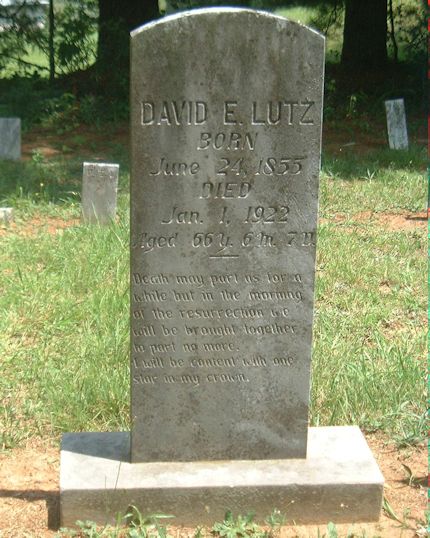 DAVID E. LUTZ
BORN
June 24, 1855
DIED
Jan. 1, 1922
Aged 66 Y. 6 M. 7 D.
Death may part us for a
while but in the morning
of the resurrection we
will be brought together
to part no more.
I will be content with one
star in my crown.